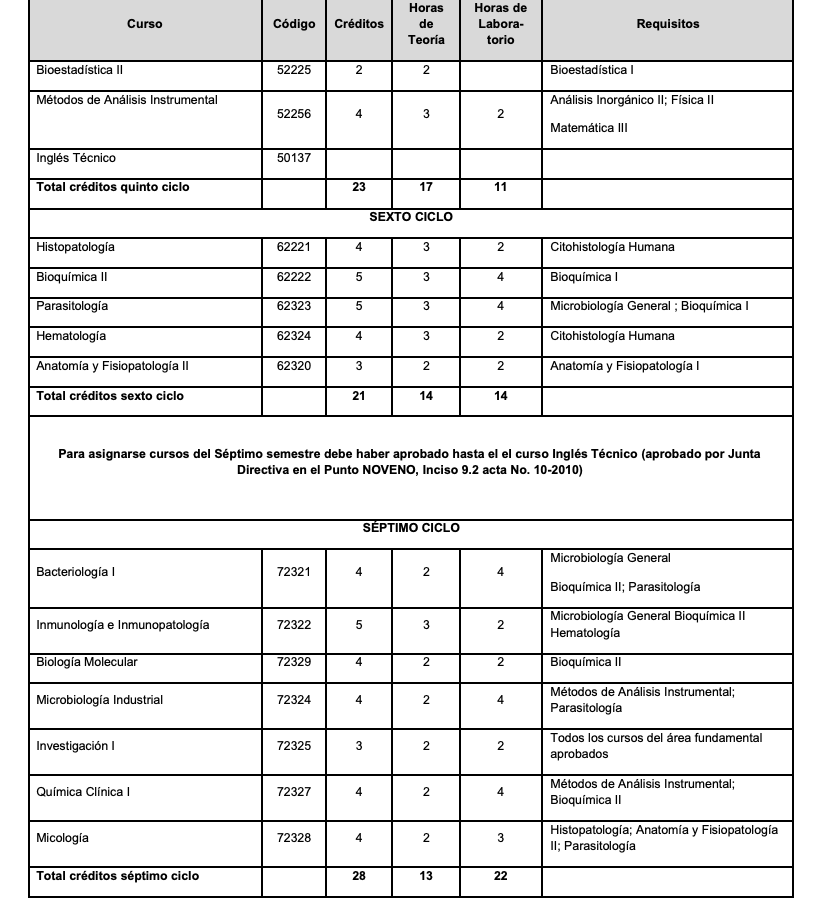 Curso Código Créditos Horas de Teoría Horas de Labora-torio Requisitos
Bioestadística II 52225 2 2 Bioestadística I
Métodos de Análisis Instrumental 52256 4 3 2 Análisis Inorgánico II; Física II
Matemática III
Inglés Técnico 50137
Total créditos quinto ciclo 23 17 11
SEXTO CICLO
Histopatología 62221 4 3 2 Citohistología Humana
Bioquímica II 62222 5 3 4 Bioquímica I
Parasitología 62323 5 3 4 Microbiología General ; Bioquímica I
Hematología 62324 4 3 2 Citohistología Humana
Anatomía y Fisiopatología II 62320 3 2 2 Anatomía y Fisiopatología I
Total créditos sexto ciclo 21 14 14
Para asignarse cursos del Séptimo semestre debe haber aprobado hasta el el curso Inglés Técnico (aprobado por Junta
Directiva en el Punto NOVENO, Inciso 9.2 acta No. 10-2010)
SÉPTIMO CICLO
Bacteriología I 72321 4 2 4 Microbiología General
Bioquímica II; Parasitología
Inmunología e Inmunopatología 72322 5 3 2 Microbiología General Bioquímica II
Hematología
Biología Molecular 72329 4 2 2 Bioquímica II
Microbiología Industrial 72324 4 2 4 Métodos de Análisis Instrumental;
Parasitología
Investigación I 72325 3 2 2 Todos los cursos del área fundamental
aprobados
Química Clínica I 72327 4 2 4 Métodos de Análisis Instrumental;
Bioquímica II
Micología 72328 4 2 3 Histopatología; Anatomía y Fisiopatología
II; Parasitología
Total créditos séptimo ciclo 28 13 22